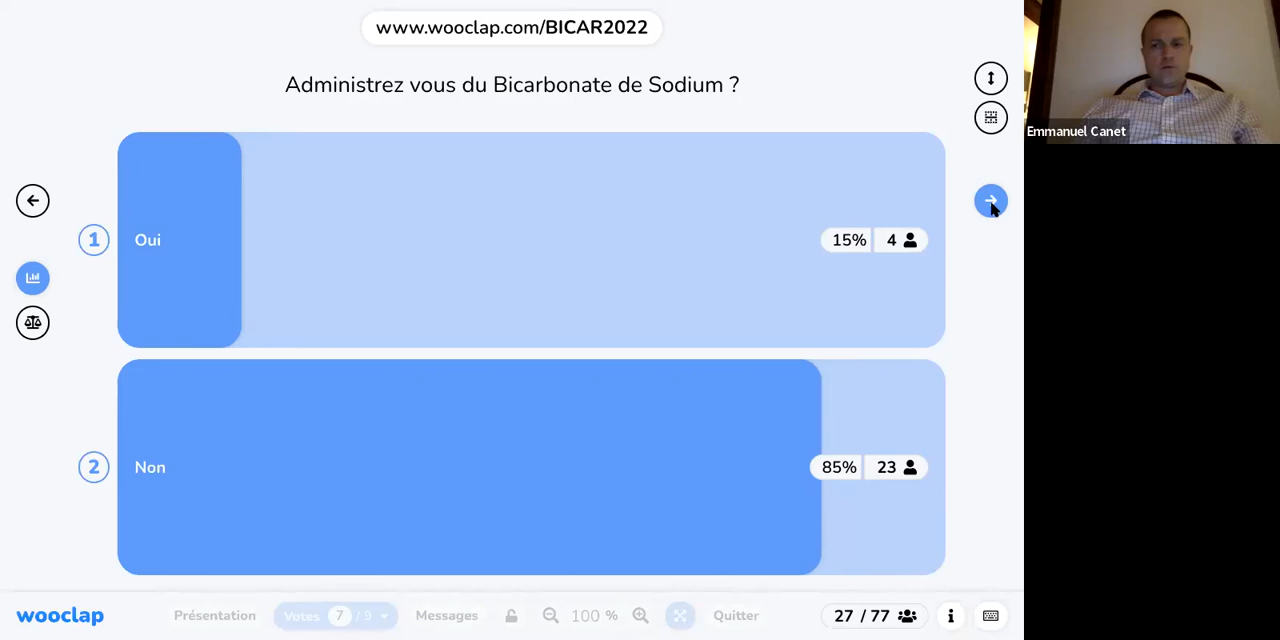 www.wooclap.com/BICAR2022
Administrez vous du Bicarbonate de Sodium ?
Emmanuel Canet
1 Oui 15% 4
2 Non 85% 23
wooclap Présentation Votes 7 / 9 Messages 100 % Quitter 27 / 77